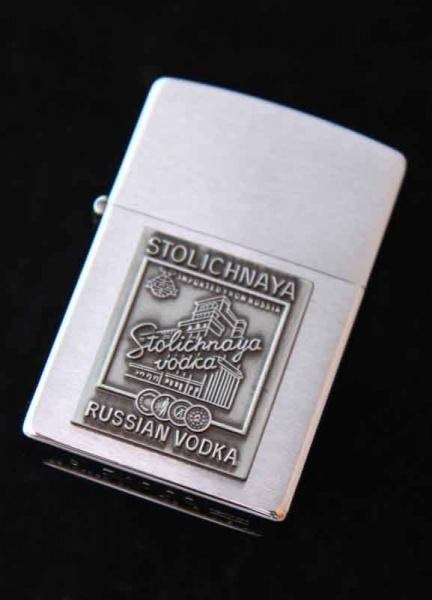 STOLICHNAYA
IMPORTED FROM RUSSIA
Stolichnaya
vodka
RUSSIAN VODKA